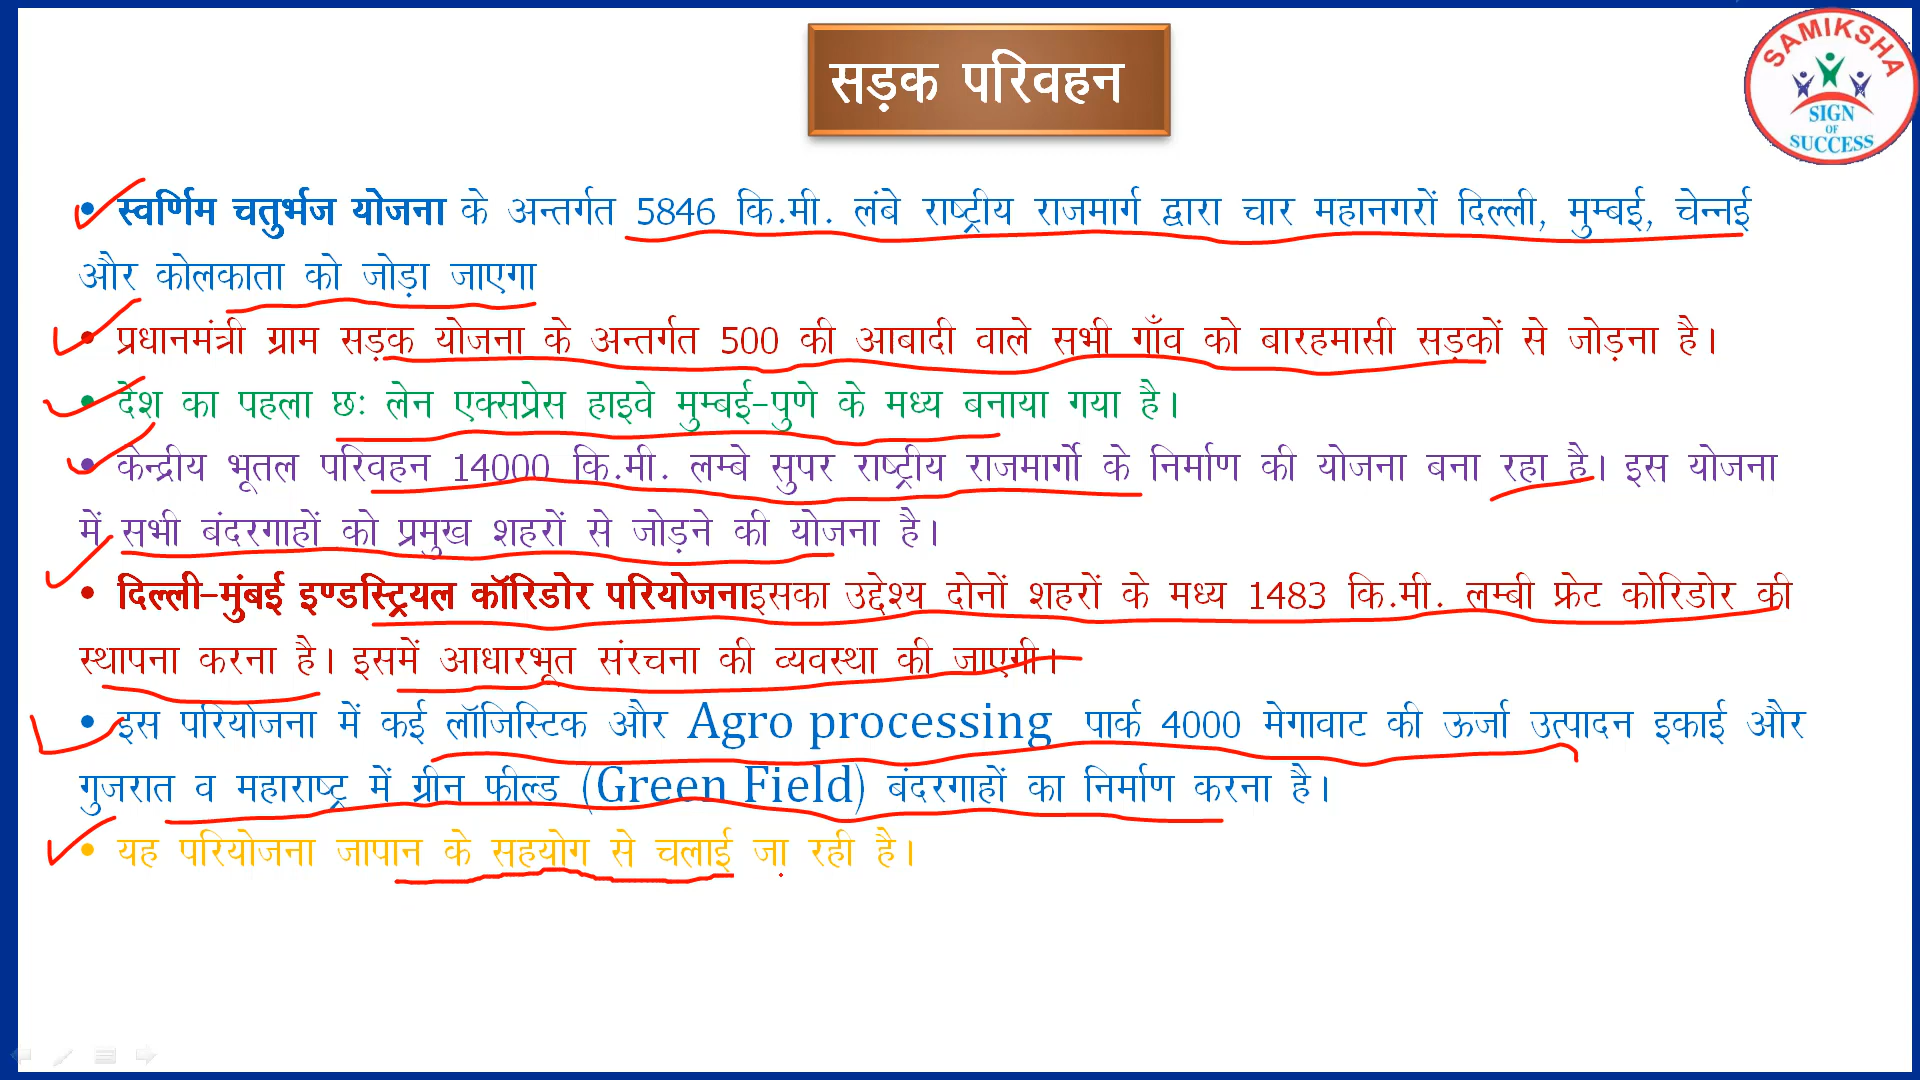 सड़क परिवहन
SAMIKSHA
SIGN
OF
SUCCESS
• स्वर्णिम चतुर्भज योजना के अन्तर्गत 5846 कि.मी. लंबे राष्ट्रीय राजमार्ग द्वारा चार महानगरों दिल्ली, मुम्बई, चेन्नई
और कोलकाता को जोड़ा जाएगा
• प्रधानमंत्री ग्राम सड़क योजना के अन्तर्गत 500 की आबादी वाले सभी गाँव को बारहमासी सड़कों से जोड़ना है।
• देश का पहला छः लेन एक्सप्रेस हाइवे मुम्बई-पुणे के मध्य बनाया गया है।
• केन्द्रीय भूतल परिवहन 14000 कि.मी. लम्बे सुपर राष्ट्रीय राजमार्गो के निर्माण की योजना बना रहा है। इस योजना
में सभी बंदरगाहों को प्रमुख शहरों से जोड़ने की योजना है।
• दिल्ली-मुंबई इण्डस्ट्रियल कॉरिडोर परियोजनाइसका उद्देश्य दोनों शहरों के मध्य 1483 कि.मी. लम्बी फ्रेट कोरिडोर की
स्थापना करना है। इसमें आधारभूत संरचना की व्यवस्था की जाएगी।
• इस परियोजना में कई लॉजिस्टिक और Agro processing पार्क 4000 मेगावाट की ऊर्जा उत्पादन इकाई और
गुजरात व महाराष्ट्र में ग्रीन फील्ड (Green Field) बंदरगाहों का निर्माण करना है।
• यह परियोजना जापान के सहयोग से चलाई जा रही है।